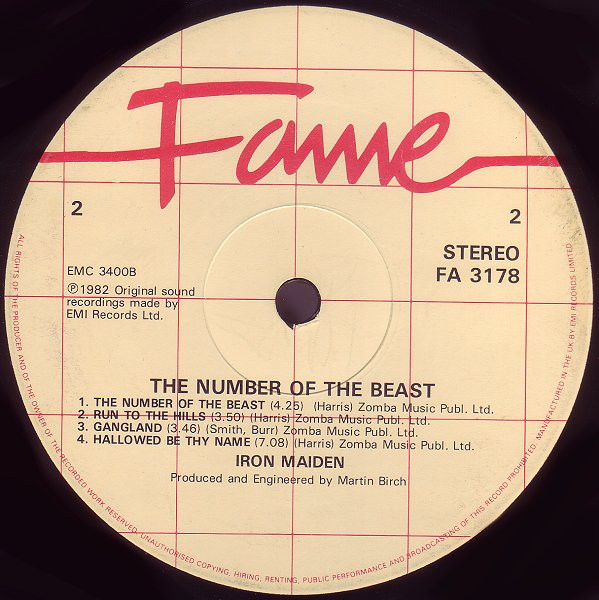 Fame
2
2
STEREO
FA 3178
EMC 3400B
Ⓟ1982 Original sound
recordings made by
EMI Records Ltd.
THE NUMBER OF THE BEAST
1. THE NUMBER OF THE BEAST (4.25) (Harris) Zomba Music Publ. Ltd.
2. RUN TO THE HILLS (3.50) (Harris) Zomba Music Publ. Ltd.
3. GANGLAND (3.46) (Smith, Burr) Zomba Music Publ. Ltd.
4. HALLOWED BE THY NAME (7.08) (Harris) Zomba Music Publ. Ltd.
IRON MAIDEN
Produced and Engineered by Martin Birch
ALL RIGHTS OF THE PRODUCER AND OF THE OWNER OF THE RECORDED WORK RESERVED. UNAUTHORISED COPYING, HIRING, RENTING, PUBLIC PERFORMANCE AND BROADCASTING OF THIS RECORD PROHIBITED. MANUFACTURED IN THE UK BY EMI RECORDS LIMITED